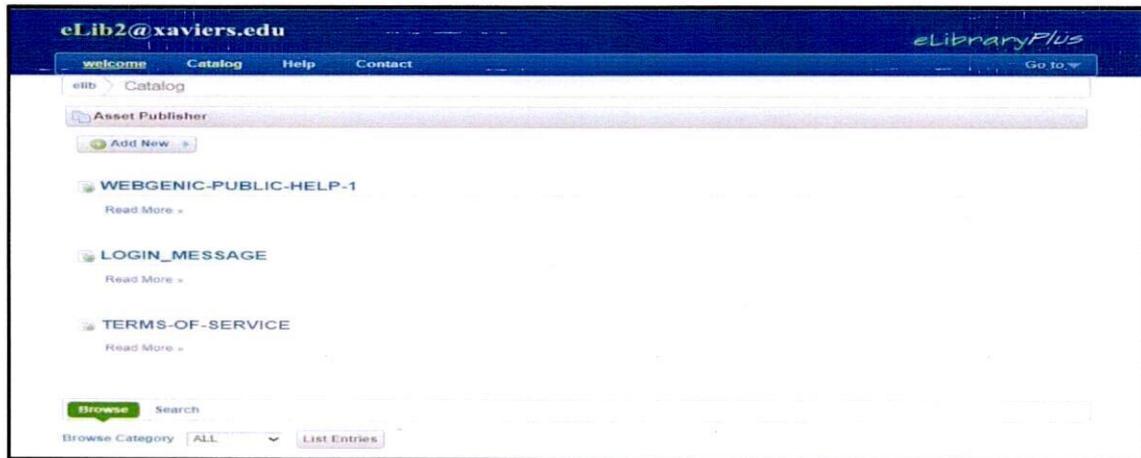 eLib2@xaviers.edu
eLibraryPlus
welcome Catalog Help Contact Go to
elib Catalog
Asset Publisher
Add New
WEBGENIC-PUBLIC-HELP-1
Read More »
LOGIN_MESSAGE
Read More »
TERMS-OF-SERVICE
Read More »
Browse Search
Browse Category ALL List Entries